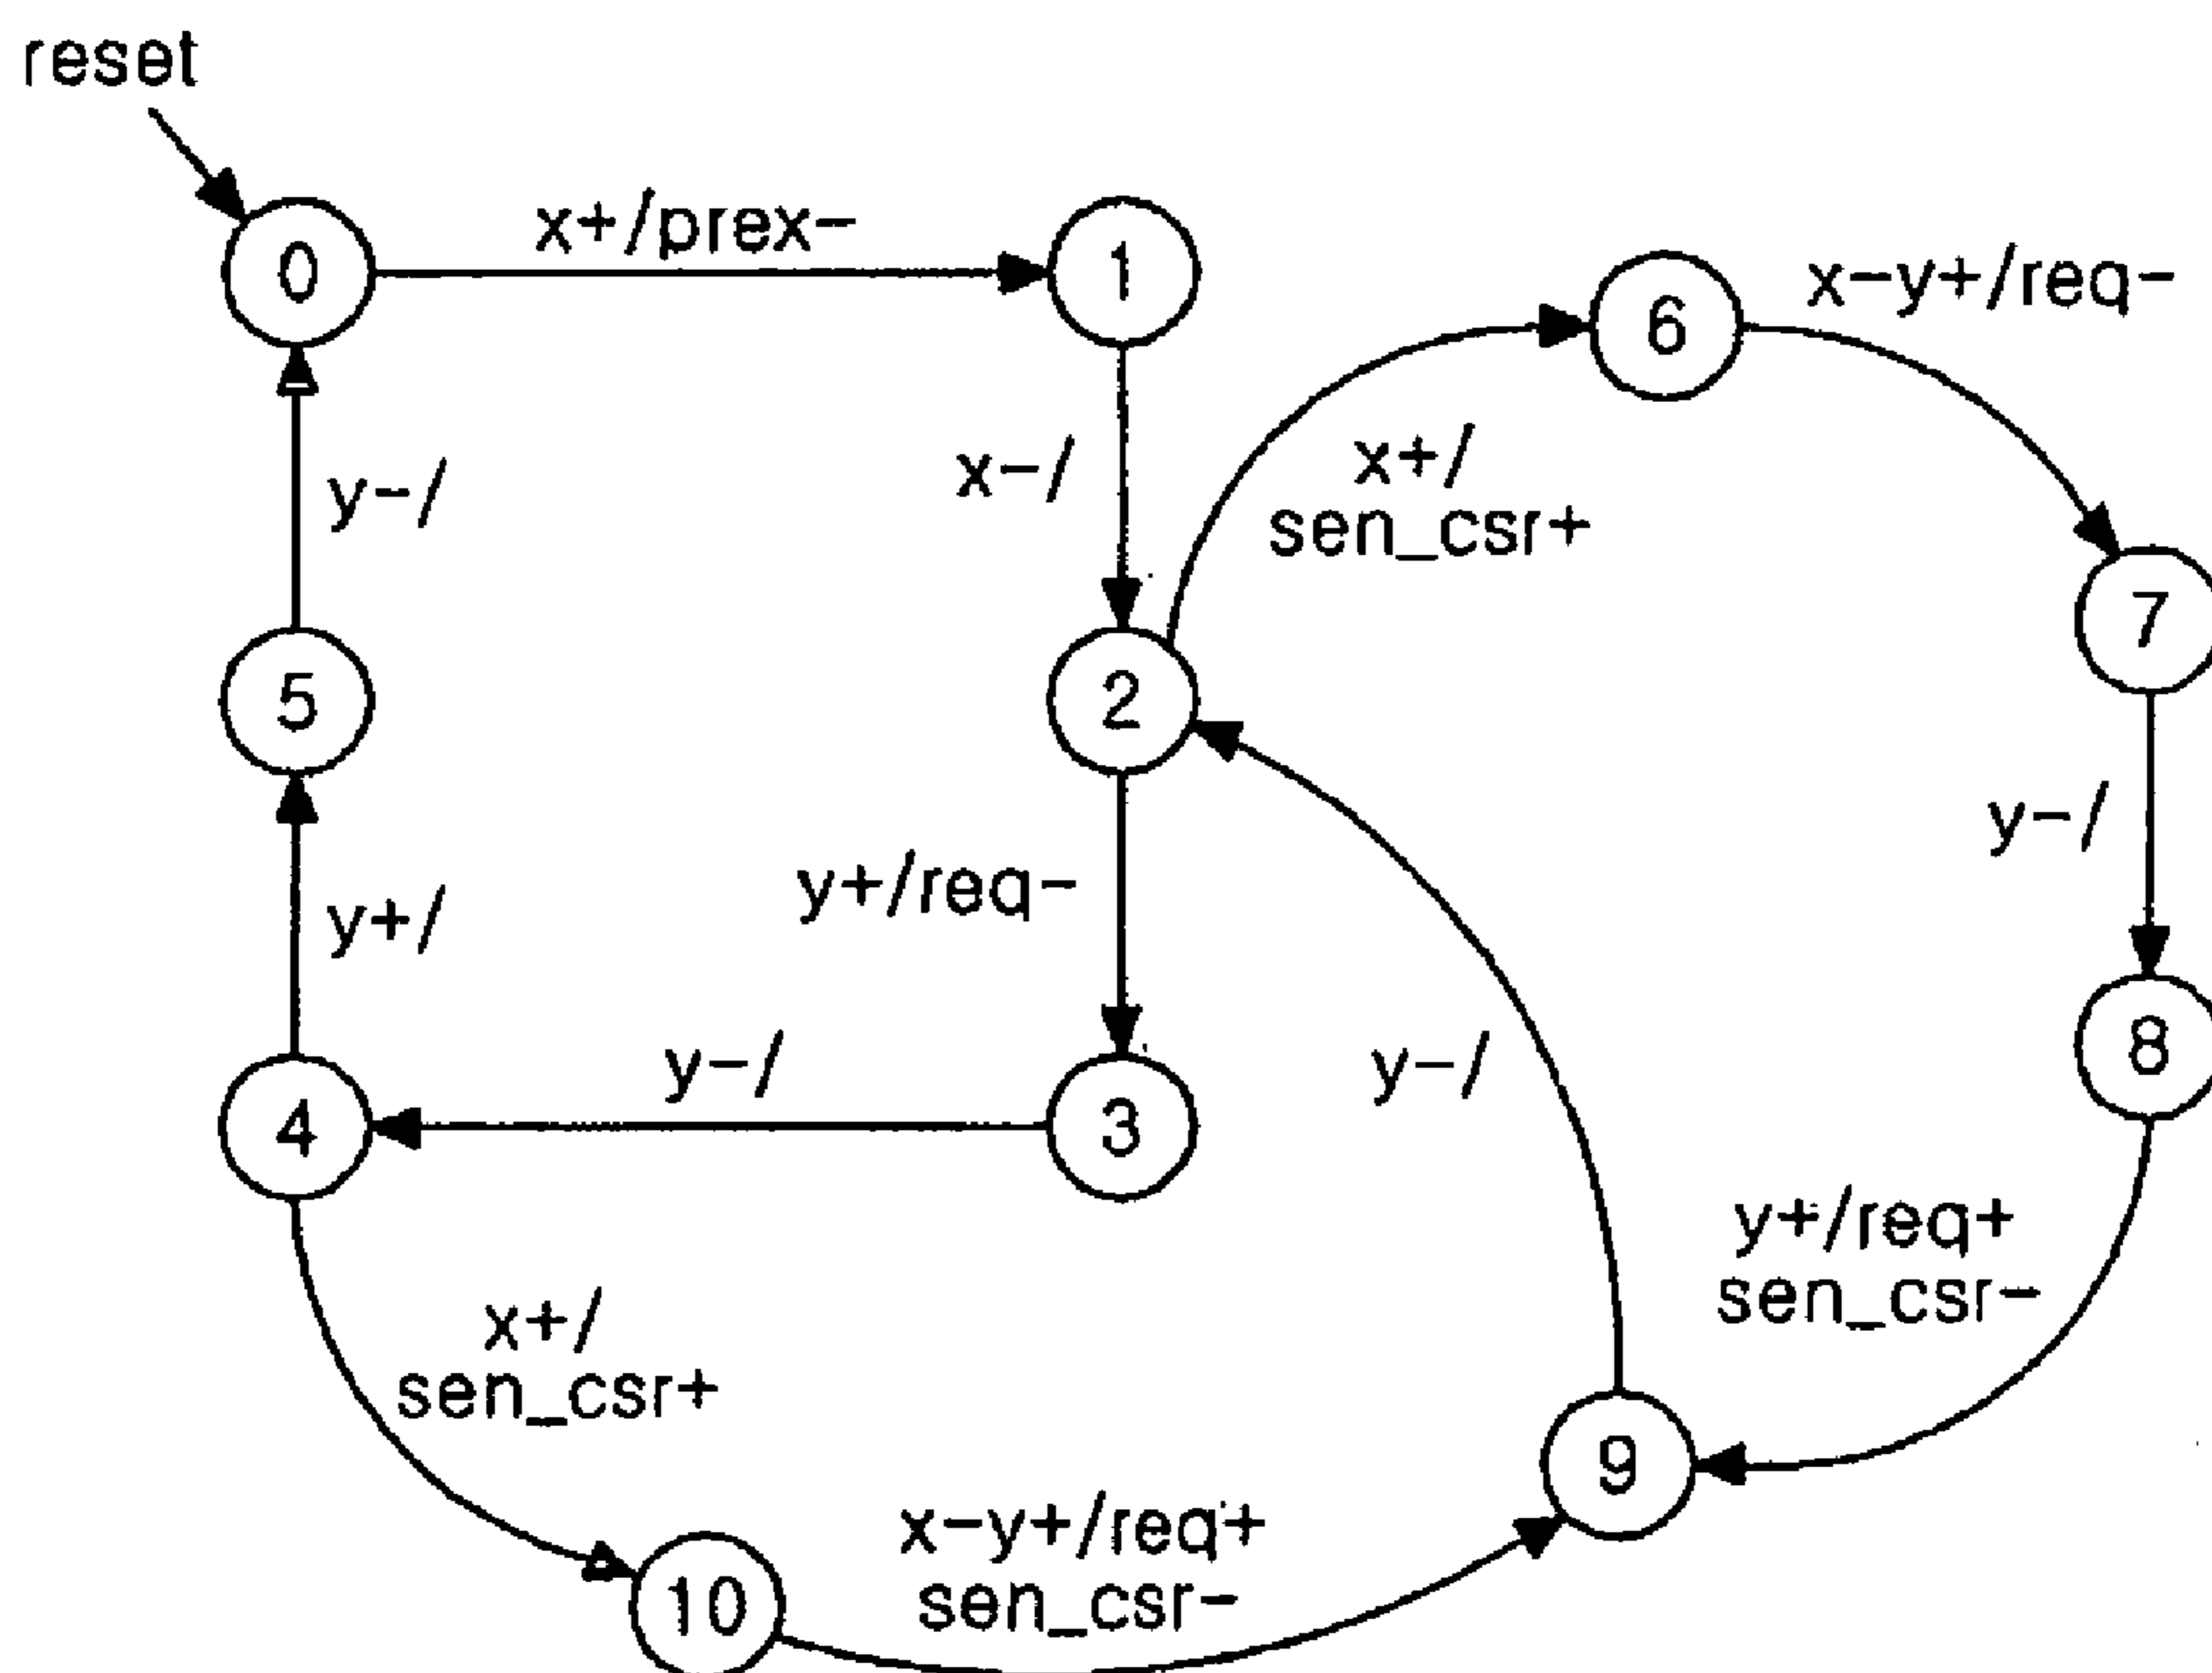 reset
0
x+/prex-
1
6
x-y+/req-
x-/
x+/
sen_csr+
y-/
5
2
7
y+/
y+/req-
y-/
4
y-/
3
y-/
8
x+/
sen_csr+
y+/req+
sen_csr-
9
10
x-y+/req+
sen_csr-